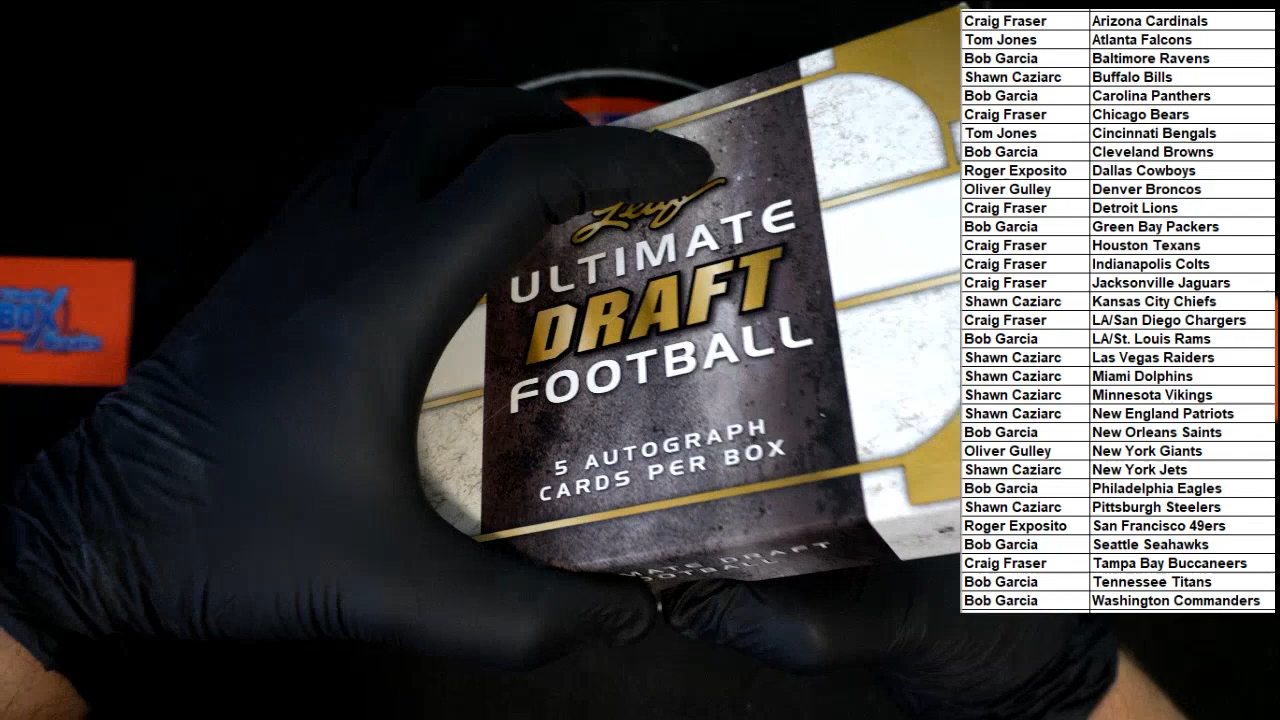 Leaf
ULTIMATE
DRAFT
FOOTBALL
5 AUTOGRAPH
CARDS PER BOX
DRAFT
FOOTBALL
BOX
Craig Fraser Arizona Cardinals
Tom Jones Atlanta Falcons
Bob Garcia Baltimore Ravens
Shawn Caziarc Buffalo Bills
Bob Garcia Carolina Panthers
Craig Fraser Chicago Bears
Tom Jones Cincinnati Bengals
Bob Garcia Cleveland Browns
Roger Exposito Dallas Cowboys
Oliver Gulley Denver Broncos
Craig Fraser Detroit Lions
Bob Garcia Green Bay Packers
Craig Fraser Houston Texans
Craig Fraser Indianapolis Colts
Craig Fraser Jacksonville Jaguars
Shawn Caziarc Kansas City Chiefs
Craig Fraser LA/San Diego Chargers
Bob Garcia LA/St. Louis Rams
Shawn Caziarc Las Vegas Raiders
Shawn Caziarc Miami Dolphins
Shawn Caziarc Minnesota Vikings
Shawn Caziarc New England Patriots
Bob Garcia New Orleans Saints
Oliver Gulley New York Giants
Shawn Caziarc New York Jets
Bob Garcia Philadelphia Eagles
Shawn Caziarc Pittsburgh Steelers
Roger Exposito San Francisco 49ers
Bob Garcia Seattle Seahawks
Craig Fraser Tampa Bay Buccaneers
Bob Garcia Tennessee Titans
Bob Garcia Washington Commanders